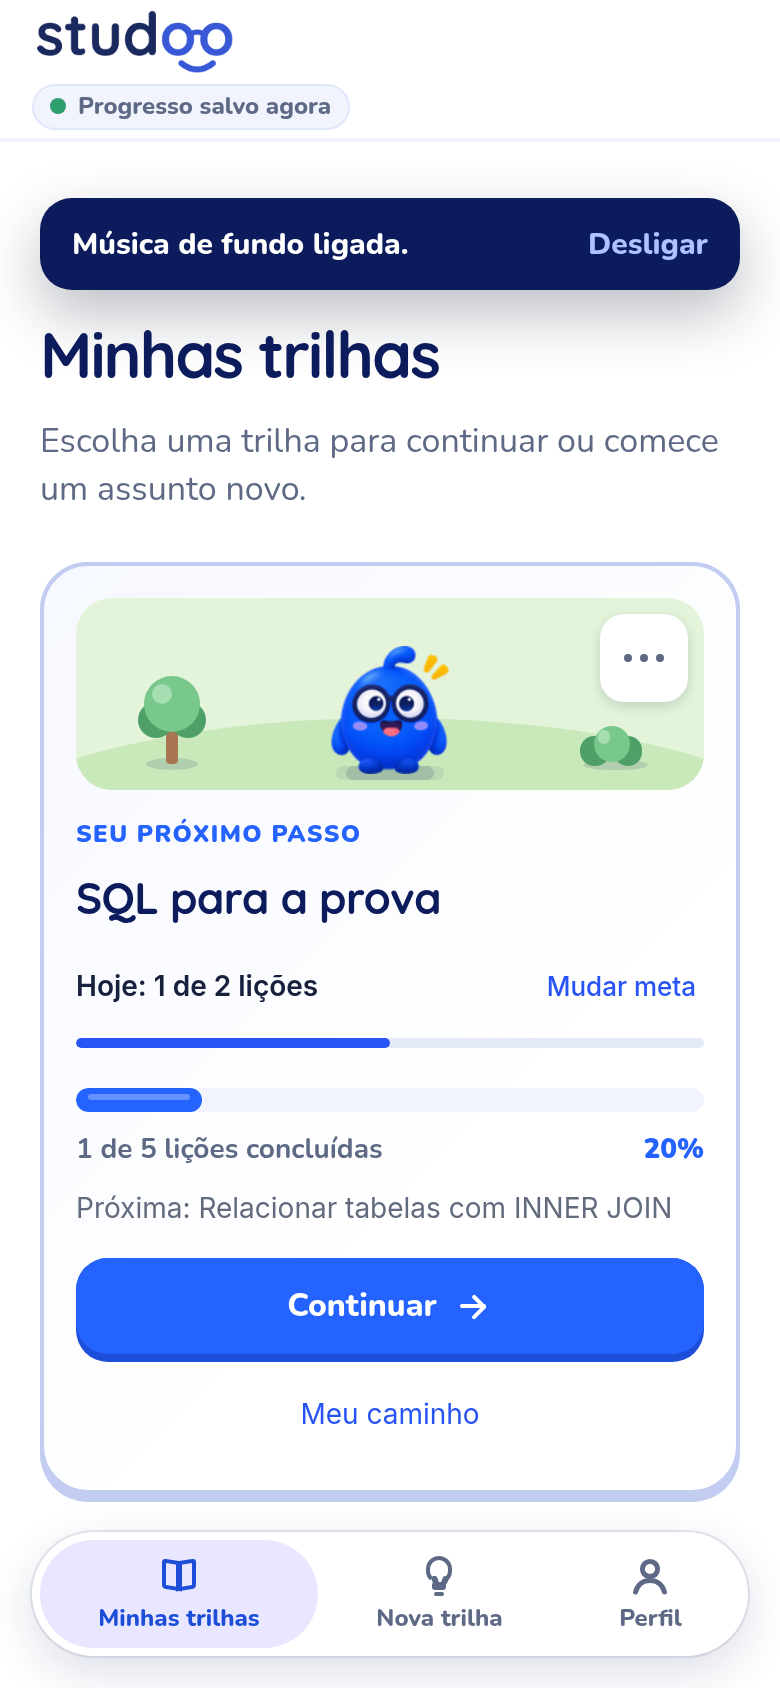 studoo
Progresso salvo agora
Música de fundo ligada. Desligar
Minhas trilhas
Escolha uma trilha para continuar ou comece
um assunto novo.
SEU PRÓXIMO PASSO
SQL para a prova
Hoje: 1 de 2 lições Mudar meta
1 de 5 lições concluídas 20%
Próxima: Relacionar tabelas com INNER JOIN
Continuar →
Meu caminho
Minhas trilhas Nova trilha Perfil